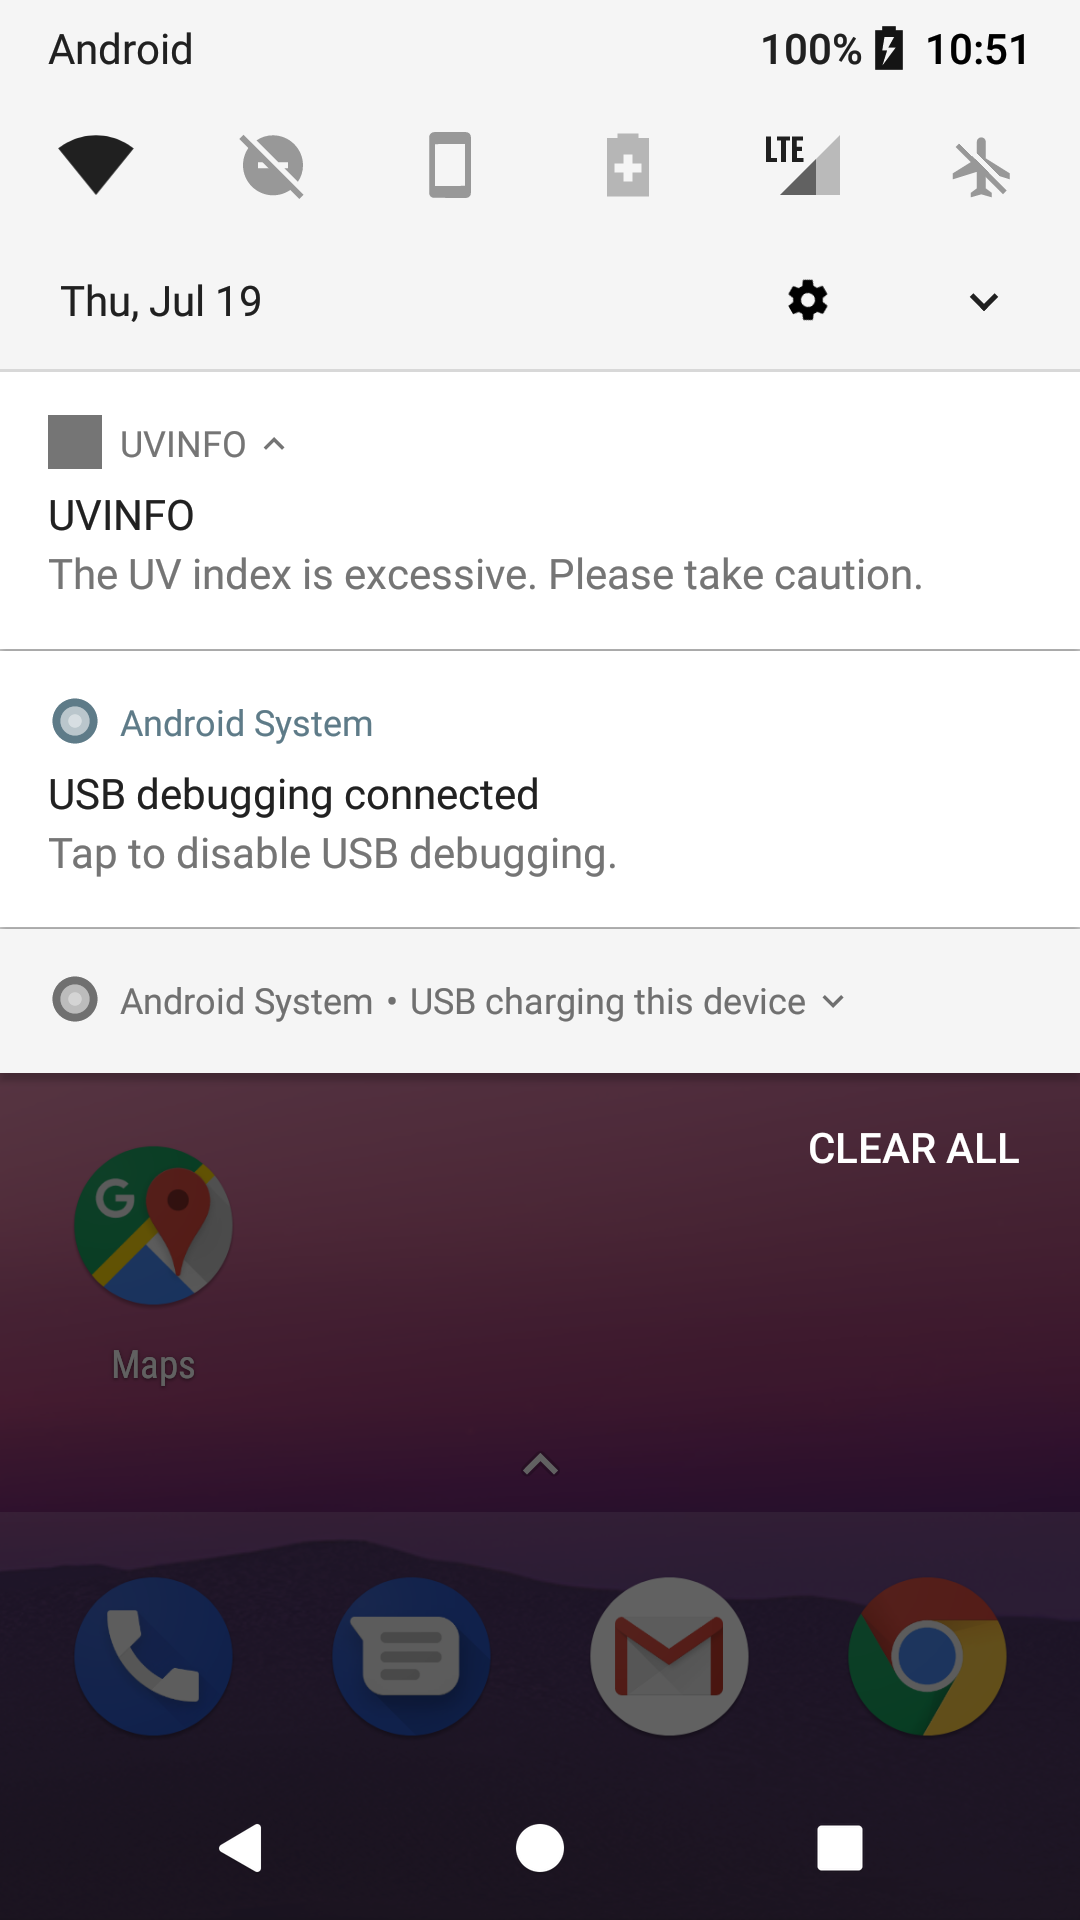 Android 100% 10:51
LTE
Thu, Jul 19
UVINFO
UVINFO
The UV index is excessive. Please take caution.
Android System
USB debugging connected
Tap to disable USB debugging.
Android System • USB charging this device
CLEAR ALL
G
Maps